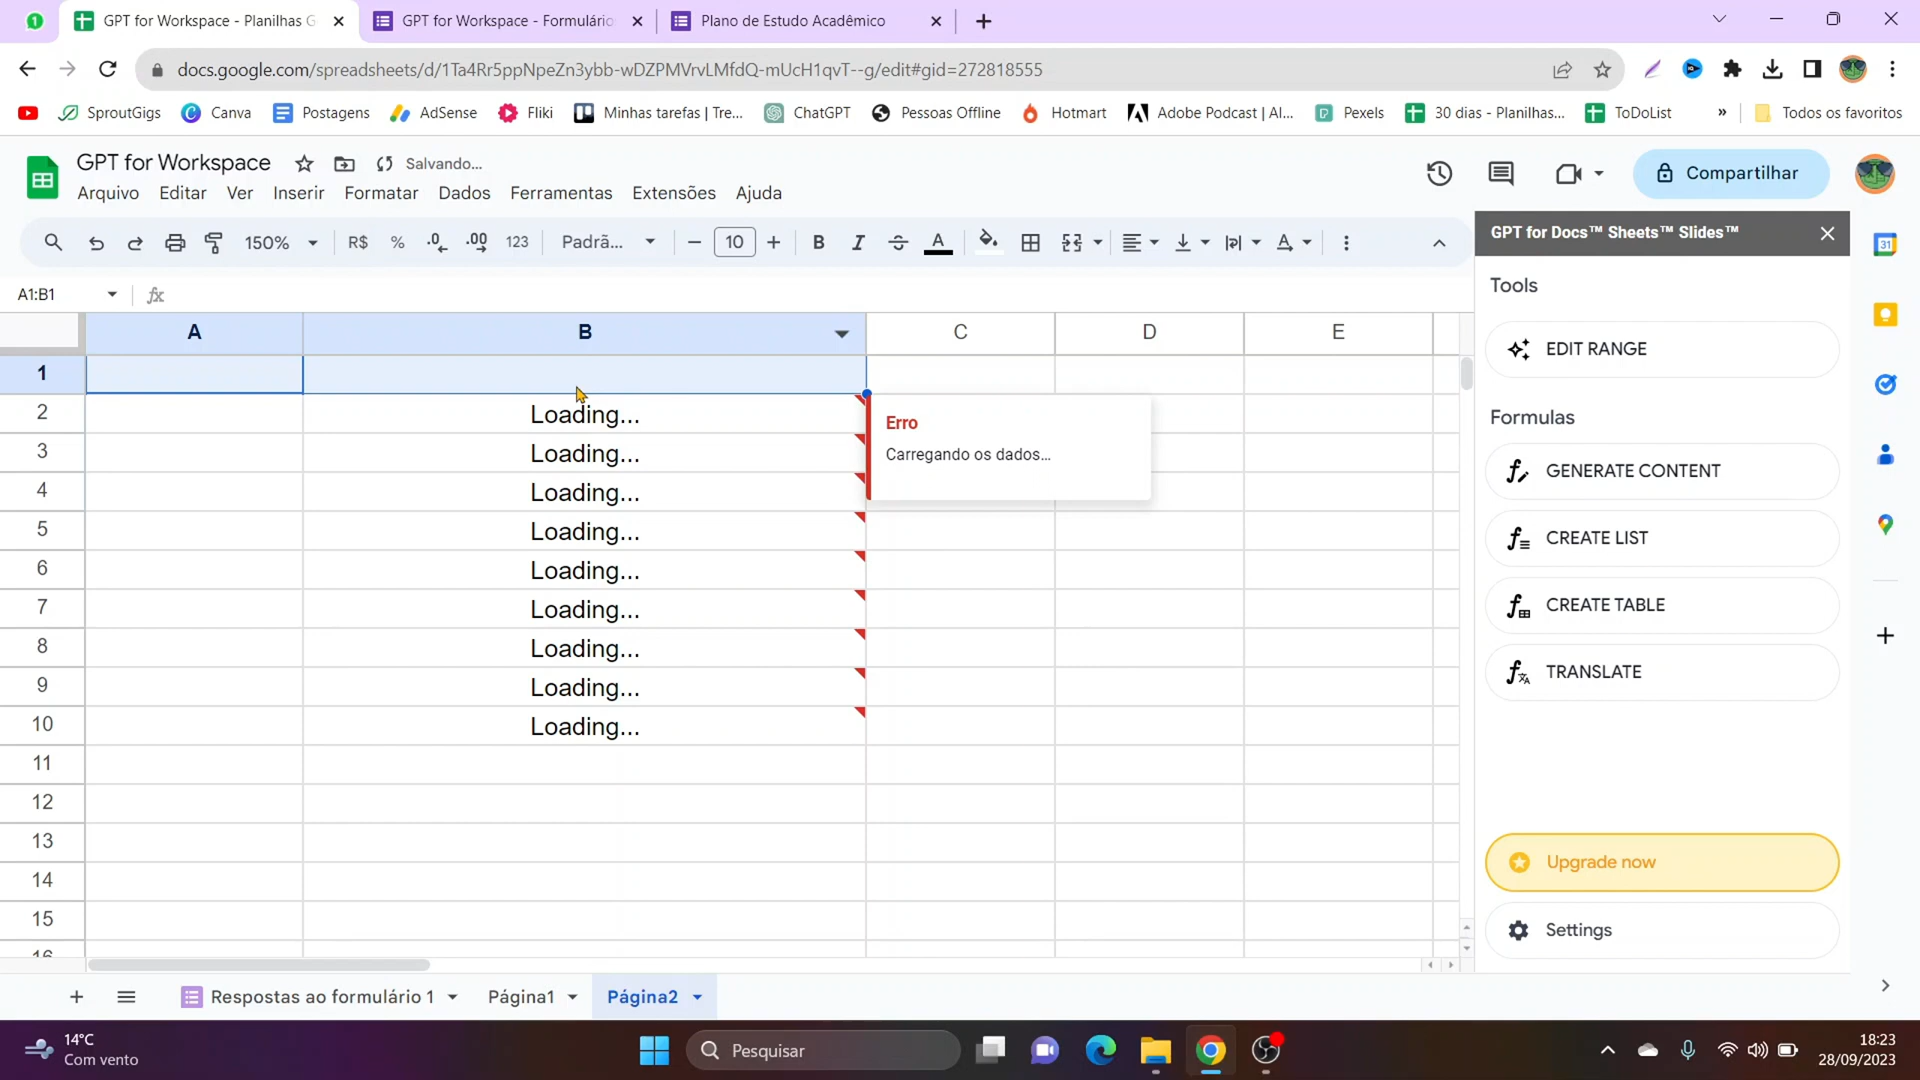 GPT for Workspace - Planilhas G
GPT for Workspace - Formulário
Plano de Estudo Acadêmico
docs.google.com/spreadsheets/d/1Ta4Rr5ppNpeZn3ybb-wDZPMVrvLMfdQ-mUcH1qvT--g/edit#gid=272818555
SproutGigs
Canva
Postagens
AdSense
Fliki
Minhas tarefas | Tre...
ChatGPT
Pessoas Offline
Hotmart
Adobe Podcast | AI...
Pexels
30 dias - Planilhas...
ToDoList
»
Todos os favoritos
GPT for Workspace
Salvando...
Arquivo Editar Ver Inserir Formatar Dados Ferramentas Extensões Ajuda
Compartilhar
150% R$ % .0 .00 123 Padrã... 10 B I S A
A1:B1 fx
A B C D E
1
2 Loading...
3 Loading...
4 Loading...
5 Loading...
6 Loading...
7 Loading...
8 Loading...
9 Loading...
10 Loading...
11
12
13
14
15
16
Erro
Carregando os dados...
GPT for Docs™ Sheets™ Slides™
Tools
EDIT RANGE
Formulas
GENERATE CONTENT
CREATE LIST
CREATE TABLE
TRANSLATE
Upgrade now
Settings
31
Respostas ao formulário 1
Página1
Página2
14°C
Com vento
Pesquisar
18:23
28/09/2023